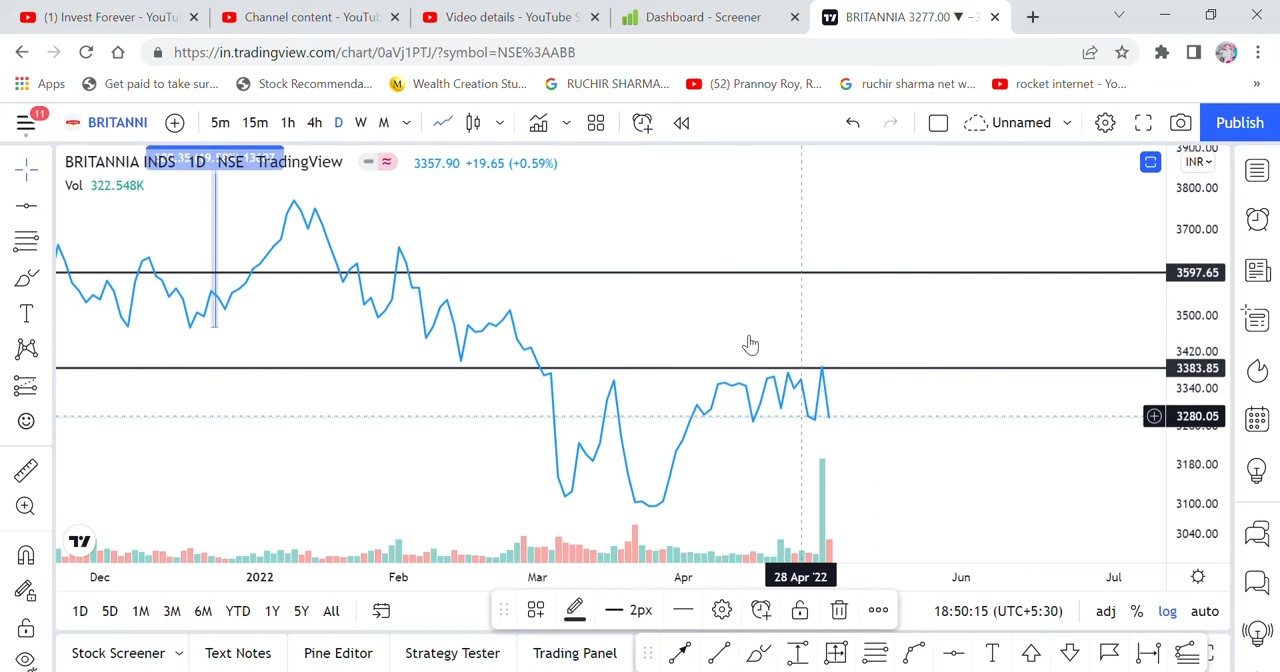 (1) Invest Forever - YouTu
Channel content - YouTub
Video details - YouTube S
Dashboard - Screener
BRITANNIA 3277.00 ▼ −3
https://in.tradingview.com/chart/0aVj1PTJ/?symbol=NSE%3AABB
Apps
Get paid to take sur...
Stock Recommenda...
M Wealth Creation Stu...
RUCHIR SHARMA...
(52) Prannoy Roy, R...
ruchir sharma net w...
rocket internet - Yo...
»
11
BRITANNI
5m 15m 1h 4h D W M
Unnamed
Publish
BRITANNIA INDS 1D NSE TradingView
3357.90 +19.65 (+0.59%)
Vol 322.548K
INR
3900.00
3800.00
3700.00
3597.65
3500.00
3420.00
3383.85
3340.00
3280.05
3180.00
3100.00
3040.00
Dec 2022 Feb Mar Apr 28 Apr '22 Jun Jul
1D 5D 1M 3M 6M YTD 1Y 5Y All
2px
18:50:15 (UTC+5:30)
adj % log auto
Stock Screener
Text Notes
Pine Editor
Strategy Tester
Trading Panel